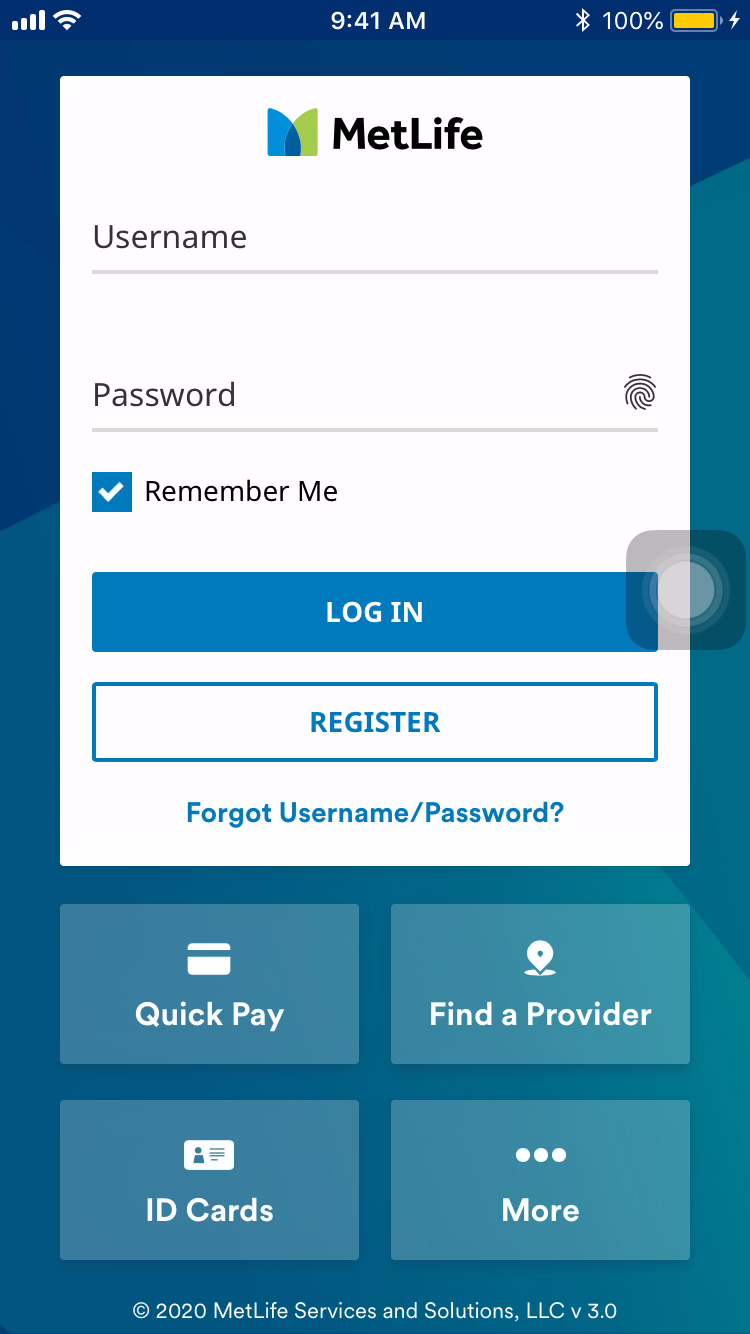 9:41 AM 100%
MetLife
Username
Password
Remember Me
LOG IN
REGISTER
Forgot Username/Password?
Quick Pay
Find a Provider
ID Cards
More
© 2020 MetLife Services and Solutions, LLC v 3.0